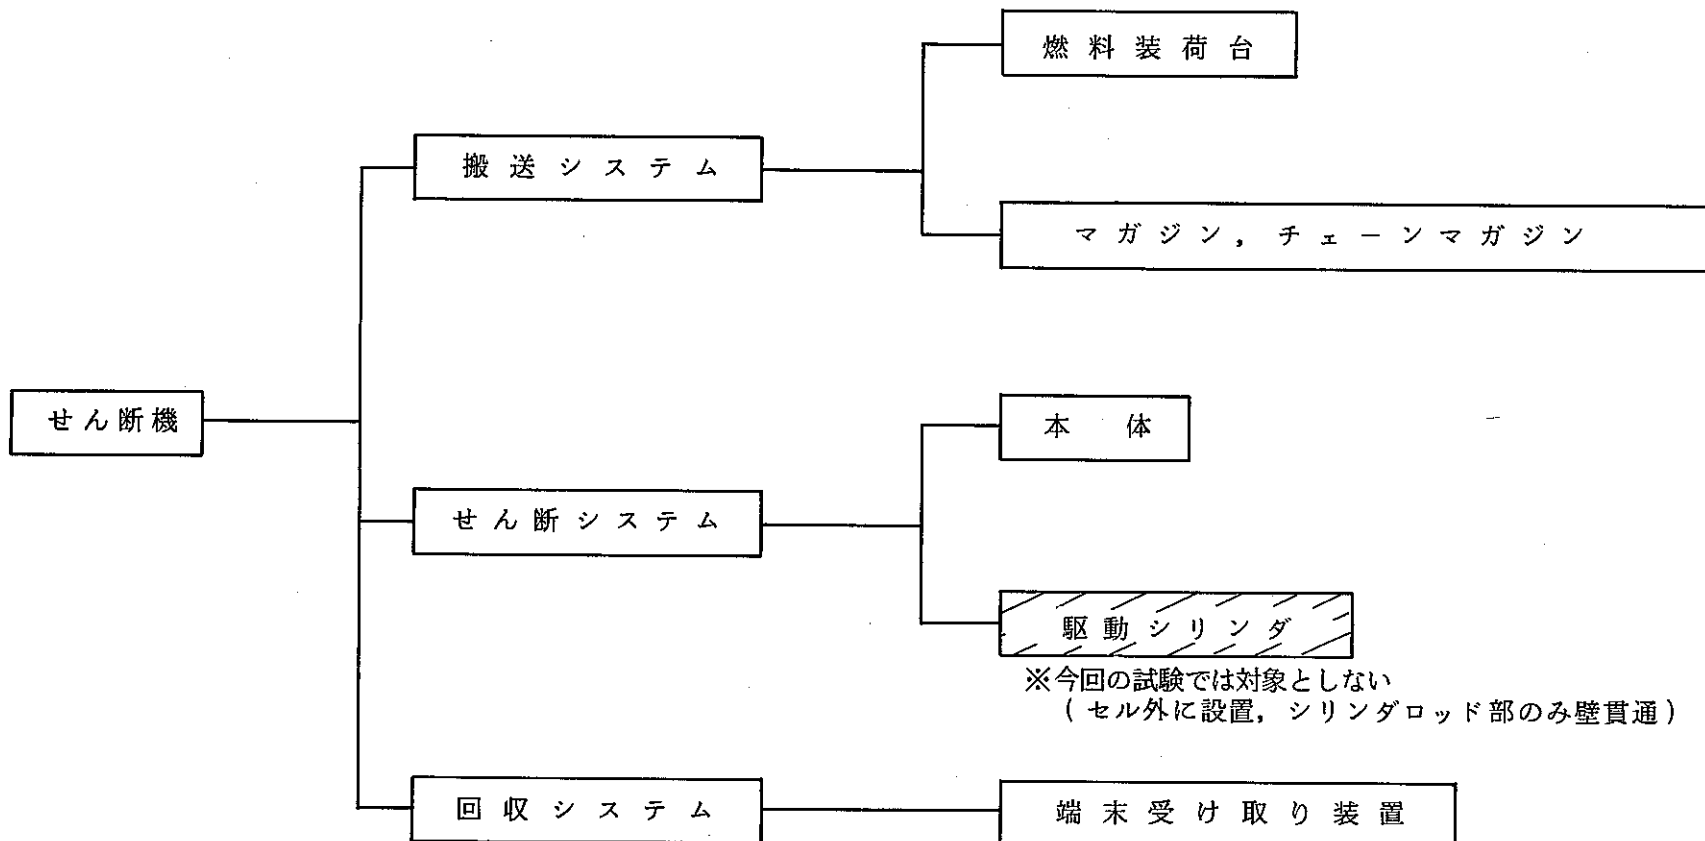 燃料装荷台
搬送システム
マガジン，チェーンマガジン
せん断機
本体
せん断システム
駆動シリンダ
※今回の試験では対象としない
（セル外に設置，シリンダロッド部のみ壁貫通）
回収システム
端末受け取り装置